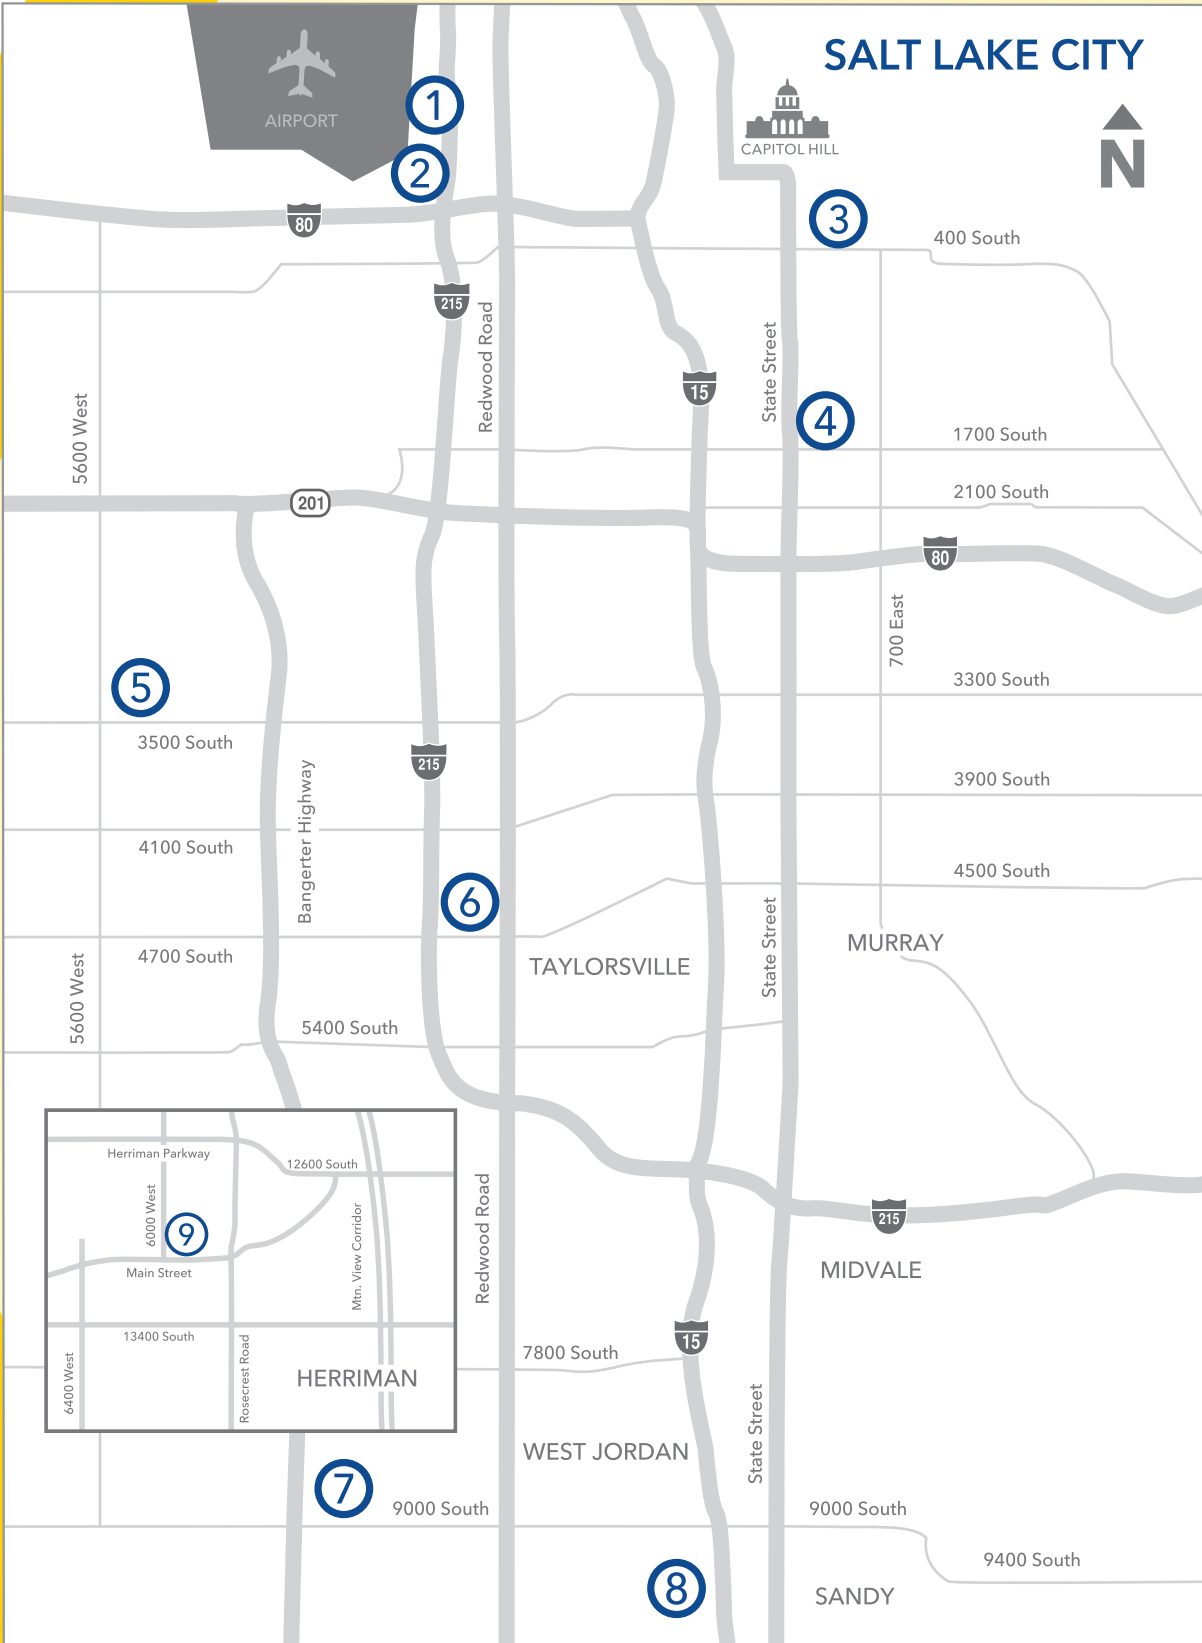 SALT LAKE CITY
AIRPORT
1
CAPITOL HILL
N
2
3
80
400 South
215
Redwood Road
State Street
15
5600 West
4
1700 South
201
2100 South
80
700 East
5
3300 South
3500 South
215
Bangerter Highway
3900 South
4100 South
4500 South
6
State Street
MURRAY
4700 South
TAYLORSVILLE
5600 West
5400 South
Herriman Parkway
12600 South
6000 West
9
Mtn. View Corridor
Redwood Road
215
Main Street
MIDVALE
13400 South
15
6400 West
Rosecrest Road
HERRIMAN
7800 South
State Street
WEST JORDAN
7
9000 South
9000 South
9400 South
8
SANDY